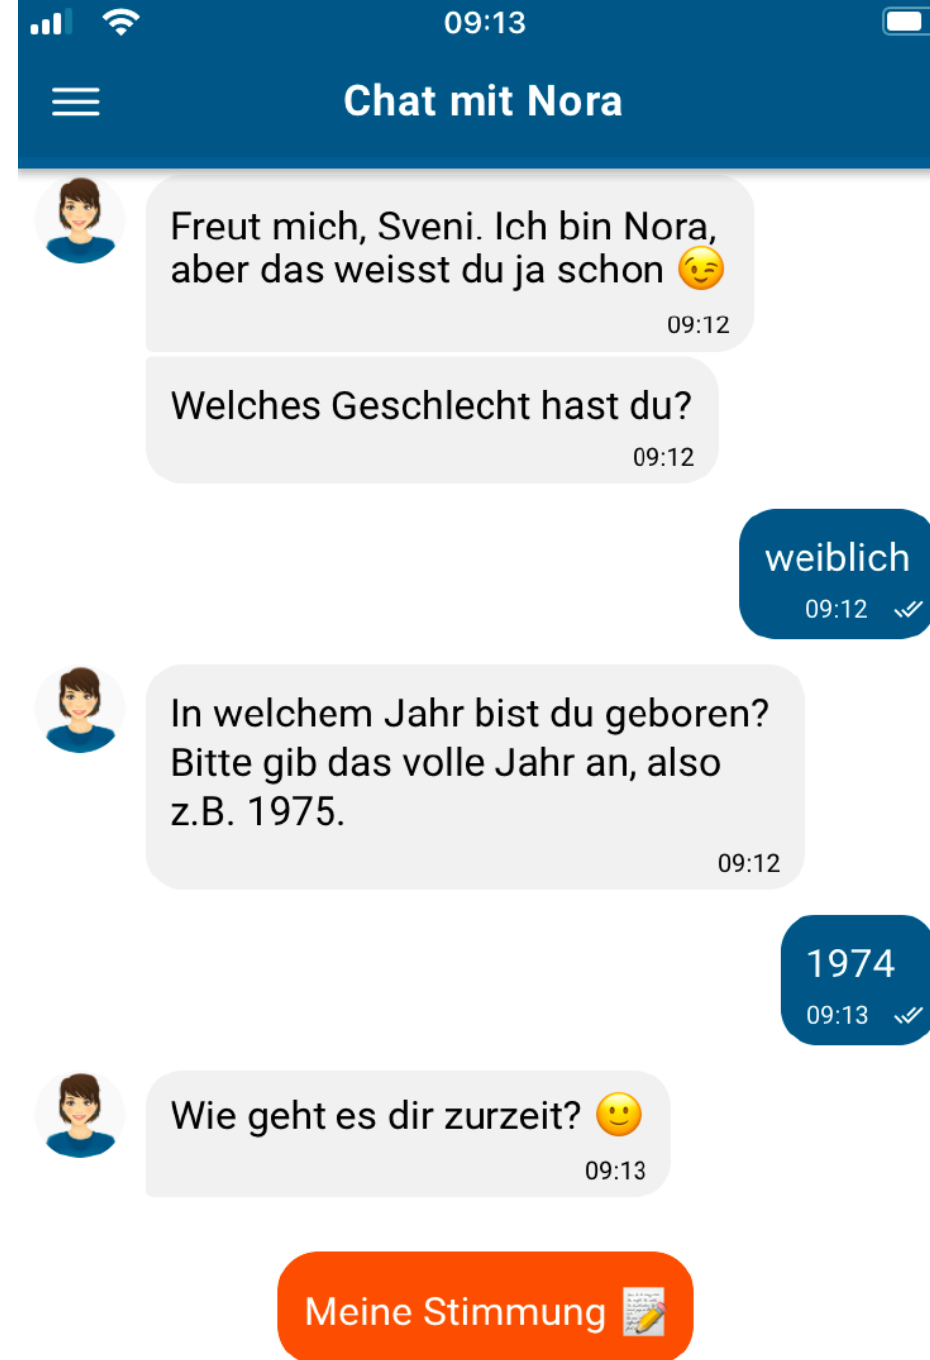 09:13
Chat mit Nora
Freut mich, Sveni. Ich bin Nora,
aber das weisst du ja schon 😉
09:12
Welches Geschlecht hast du?
09:12
weiblich
09:12
In welchem Jahr bist du geboren?
Bitte gib das volle Jahr an, also
z.B. 1975.
09:12
1974
09:13
Wie geht es dir zurzeit? 🙂
09:13
Meine Stimmung 📝